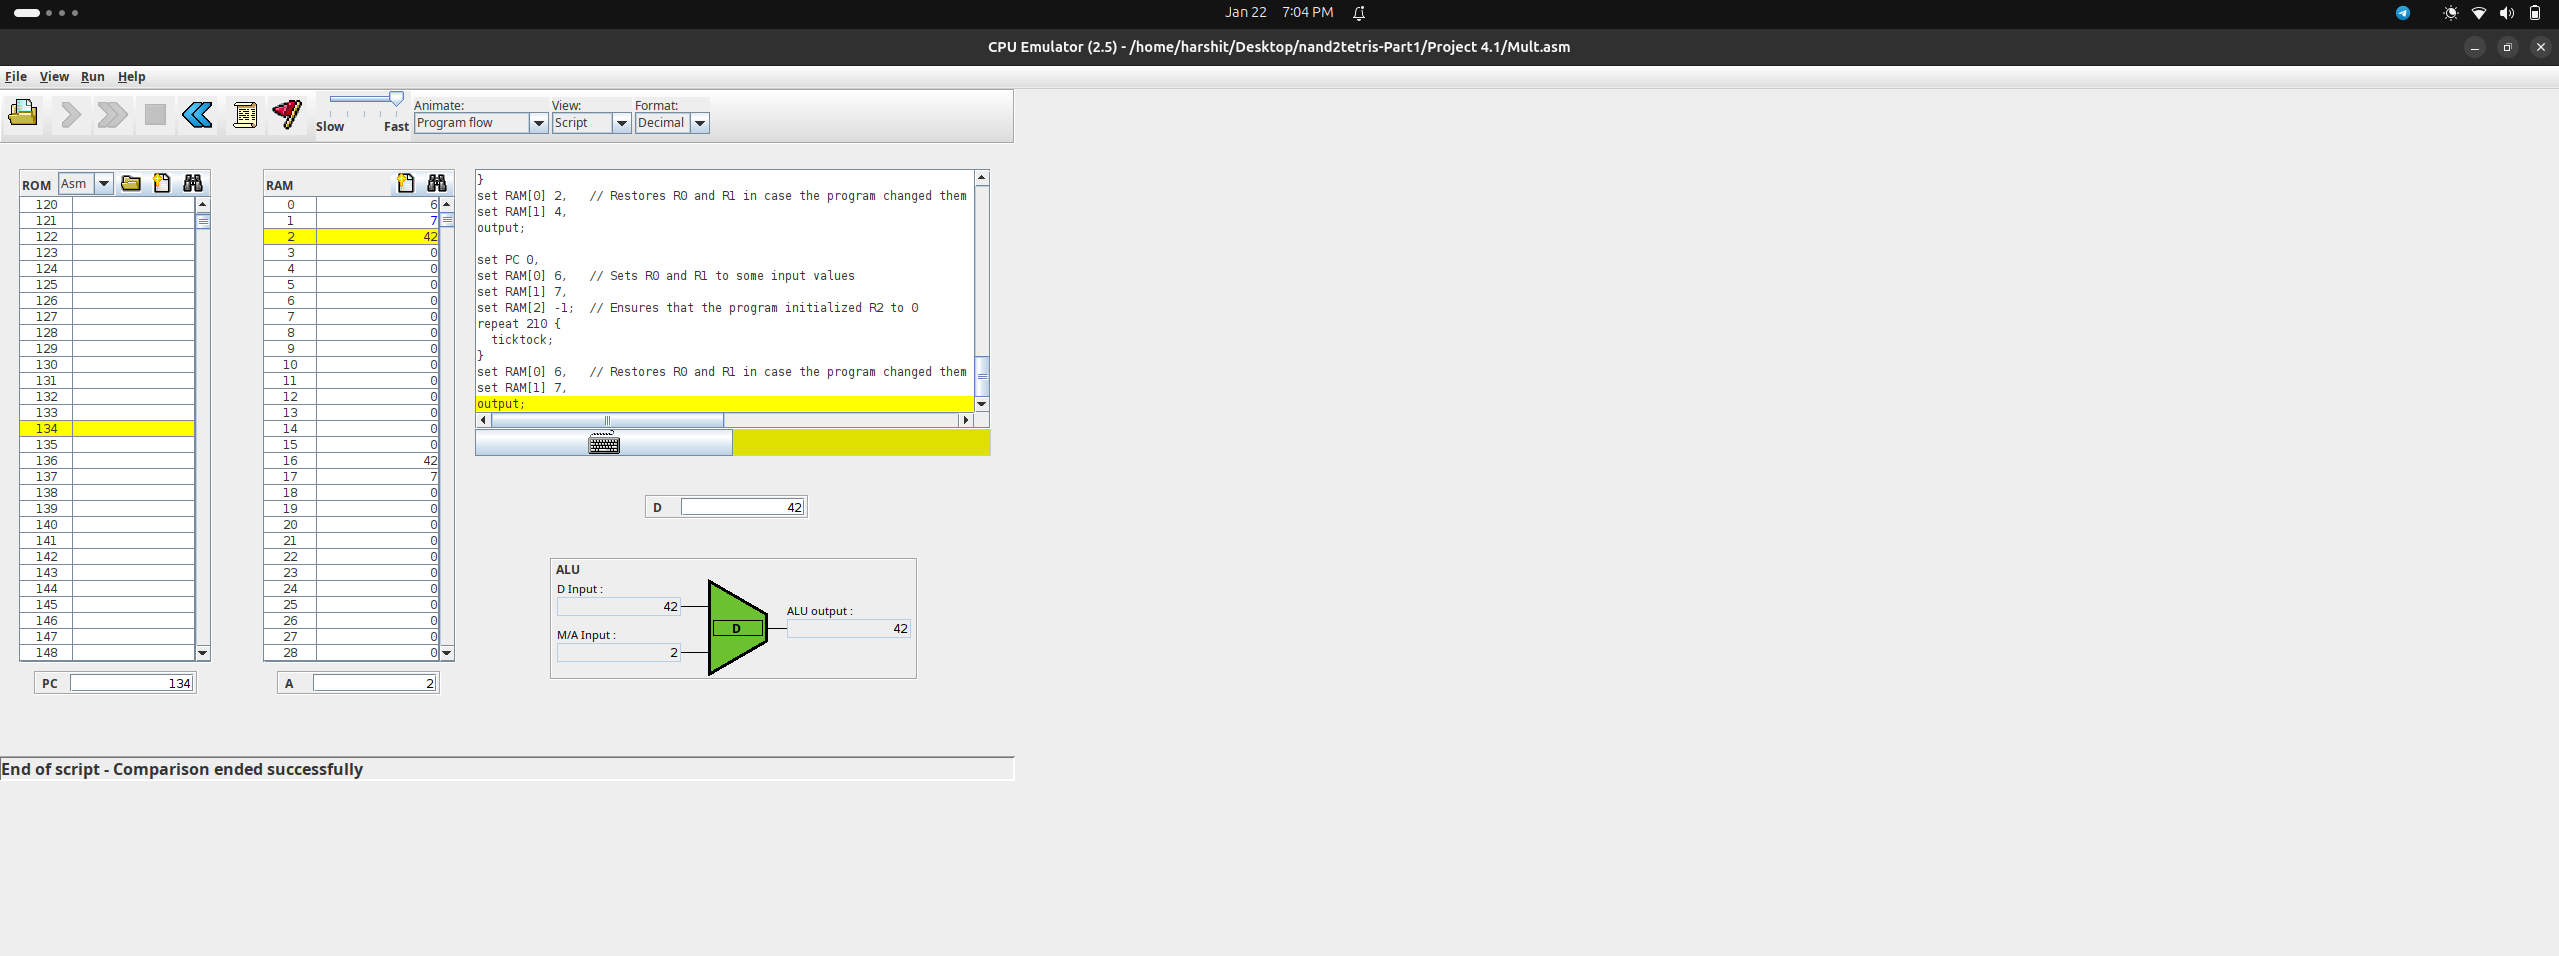 Jan 22 7:04 PM
CPU Emulator (2.5) - /home/harshit/Desktop/nand2tetris-Part1/Project 4.1/Mult.asm
File View Run Help
Slow Fast
Animate:
Program flow
View:
Script
Format:
Decimal
ROM Asm
120
121
122
123
124
125
126
127
128
129
130
131
132
133
134
135
136
137
138
139
140
141
142
143
144
145
146
147
148
PC 134
RAM
0 6
1 7
2 42
3 0
4 0
5 0
6 0
7 0
8 0
9 0
10 0
11 0
12 0
13 0
14 0
15 0
16 42
17 7
18 0
19 0
20 0
21 0
22 0
23 0
24 0
25 0
26 0
27 0
28 0
A 2
}
set RAM[0] 2, // Restores R0 and R1 in case the program changed them
set RAM[1] 4,
output;
set PC 0,
set RAM[0] 6, // Sets R0 and R1 to some input values
set RAM[1] 7,
set RAM[2] -1; // Ensures that the program initialized R2 to 0
repeat 210 {
ticktock;
}
set RAM[0] 6, // Restores R0 and R1 in case the program changed them
set RAM[1] 7,
output;
D 42
ALU
D Input :
42
M/A Input :
2
D
ALU output :
42
End of script - Comparison ended successfully